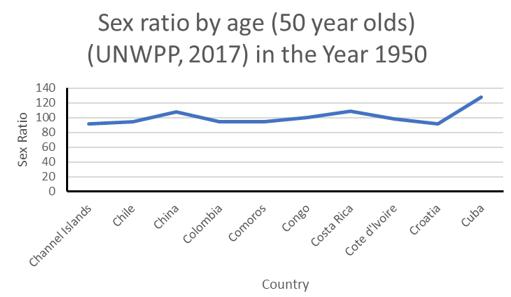 Sex ratio by age (50 year olds)
(UNWPP, 2017) in the Year 1950
140
120
100
80
60
40
20
0
Sex Ratio
Channel Islands
Chile
China
Colombia
Comoros
Congo
Costa Rica
Cote d'Ivoire
Croatia
Cuba
Country